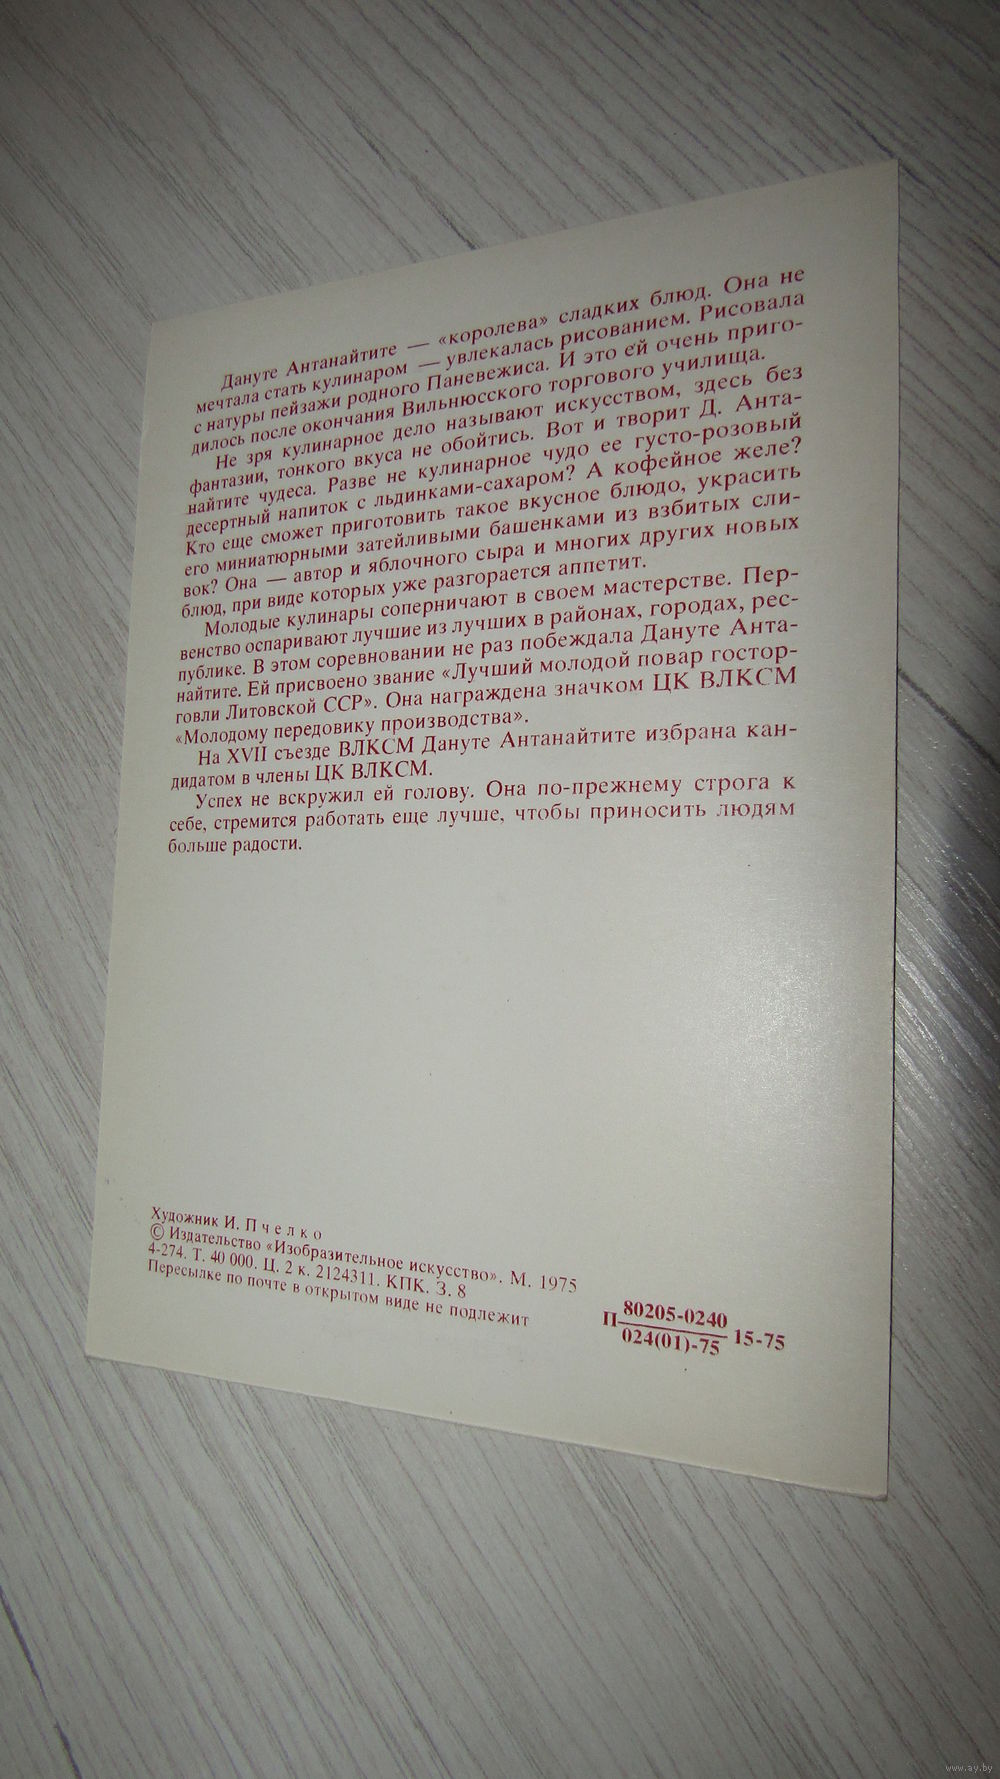 Дануте Антанайтите — «королева» сладких блюд. Она не
мечтала стать кулинаром — увлекалась рисованием. Рисовала
с натуры пейзажи родного Паневежиса. И это ей очень приго-
дилось после окончания Вильнюсского торгового училища.
Не зря кулинарное дело называют искусством, здесь без
фантазии, тонкого вкуса не обойтись. Вот и творит Д. Анта-
найтите чудеса. Разве не кулинарное чудо ее густо-розовый
десертный напиток с льдинками-сахаром? А кофейное желе?
Кто еще сможет приготовить такое вкусное блюдо, украсить
его миниатюрными затейливыми башенками из взбитых сли-
вок? Она — автор и яблочного сыра и многих других новых
блюд, при виде которых уже разгорается аппетит.
Молодые кулинары соперничают в своем мастерстве. Пер-
венство оспаривают лучшие из лучших в районах, городах, рес-
публике. В этом соревновании не раз побеждала Дануте Анта-
найтите. Ей присвоено звание «Лучший молодой повар гостор-
говли Литовской ССР». Она награждена значком ЦК ВЛКСМ
«Молодому передовику производства».
На XVII съезде ВЛКСМ Дануте Антанайтите избрана кан-
дидатом в члены ЦК ВЛКСМ.
Успех не вскружил ей голову. Она по-прежнему строга к
себе, стремится работать еще лучше, чтобы приносить людям
больше радости.
Художник И. Пчелко
© Издательство «Изобразительное искусство». М. 1975
4-274. Т. 40 000. Ц. 2 к. 2124311. КПК. З. 8
Пересылке по почте в открытом виде не подлежит
80205-0240
П 15-75
024(01)-75
www.ay.by